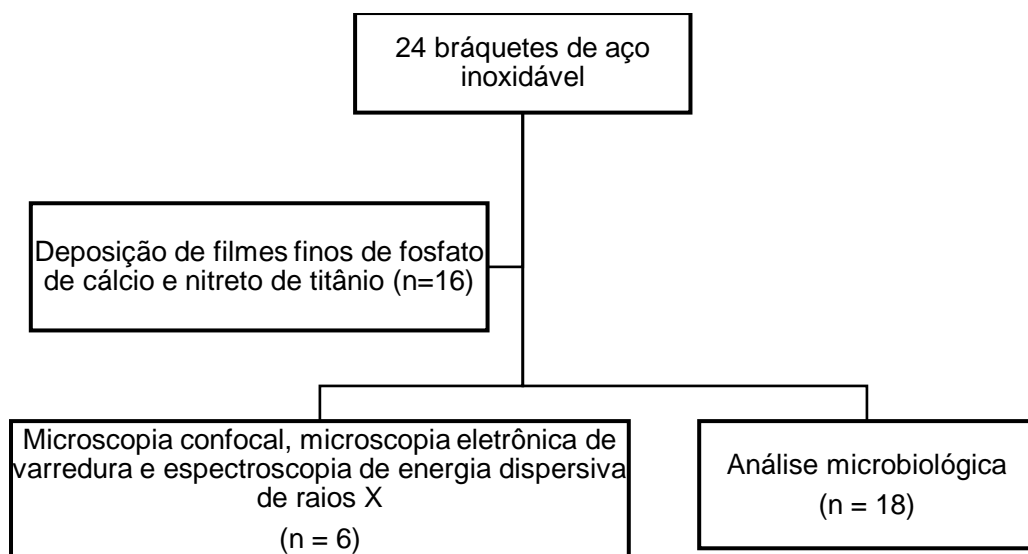 24 bráquetes de aço
inoxidável
Deposição de filmes finos de fosfato
de cálcio e nitreto de titânio (n=16)
Microscopia confocal, microscopia eletrônica de
varredura e espectroscopia de energia dispersiva
de raios X
(n = 6)
Análise microbiológica
(n = 18)